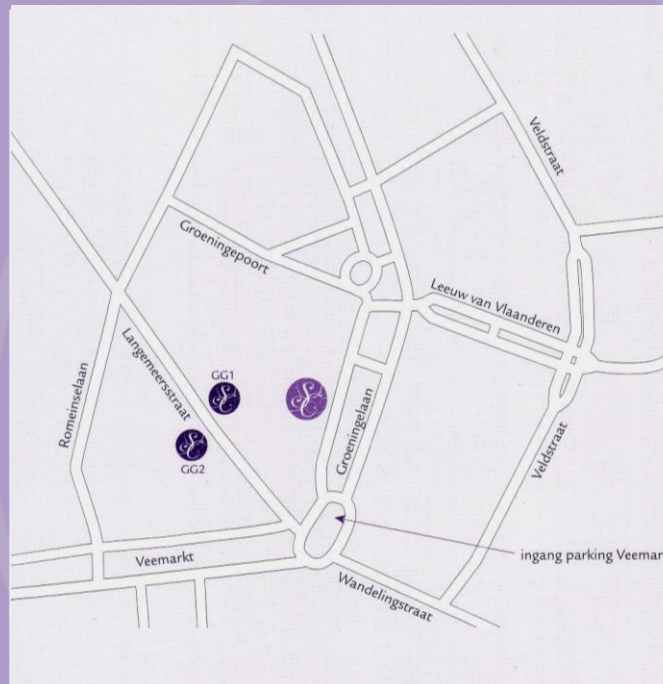 Veldstraat
Groeningepoort
Leeuw van Vlaanderen
Langemeersstraat
GG1
Romeinselaan
Groeningelaan
GG2
Veldstraat
ingang parking Veemar
Veemarkt
Wandelingstraat